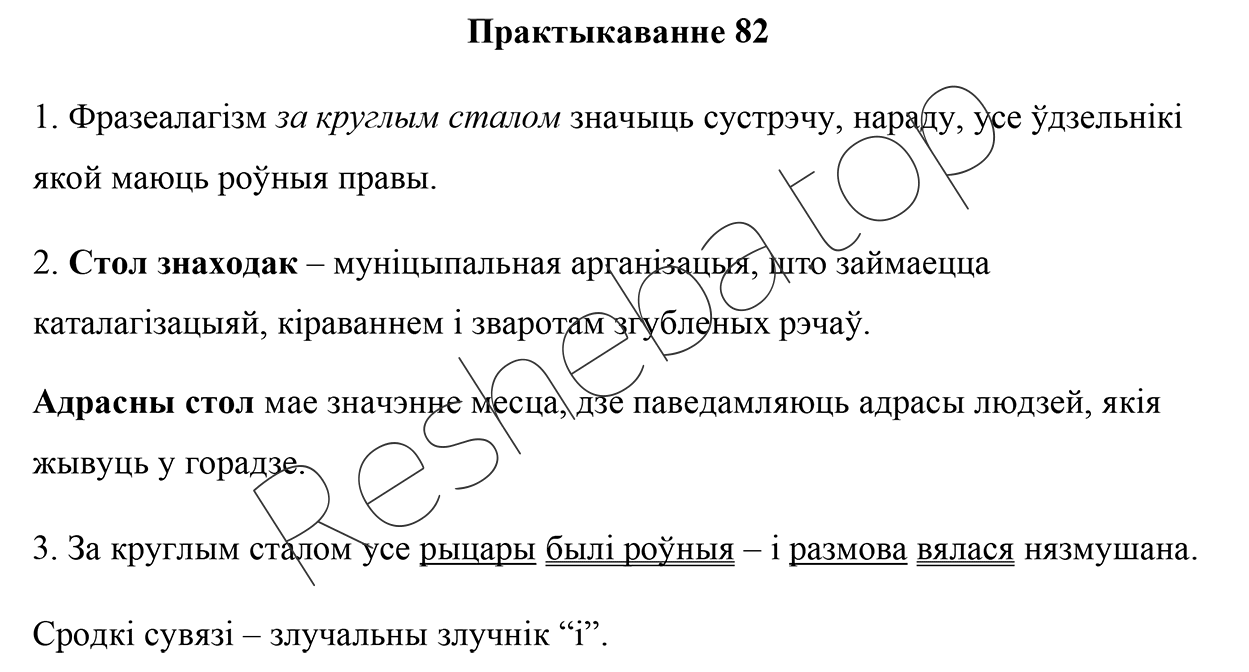 Практыкаванне 82
1. Фразеалагізм за круглым сталом значыць сустрэчу, нараду, усе ўдзельнікі
якой маюць роўныя правы.
2. Стол знаходак – муніцыпальная арганізацыя, што займаецца
каталагізацыяй, кіраваннем і зваротам згубленых рэчаў.
Адрасны стол мае значэнне месца, дзе паведамляюць адрасы людзей, якія
жывуць у горадзе.
3. За круглым сталом усе рыцары былі роўныя – і размова вялася нязмушана.
Сродкі сувязі – злучальны злучнік “і”.
Resheba top